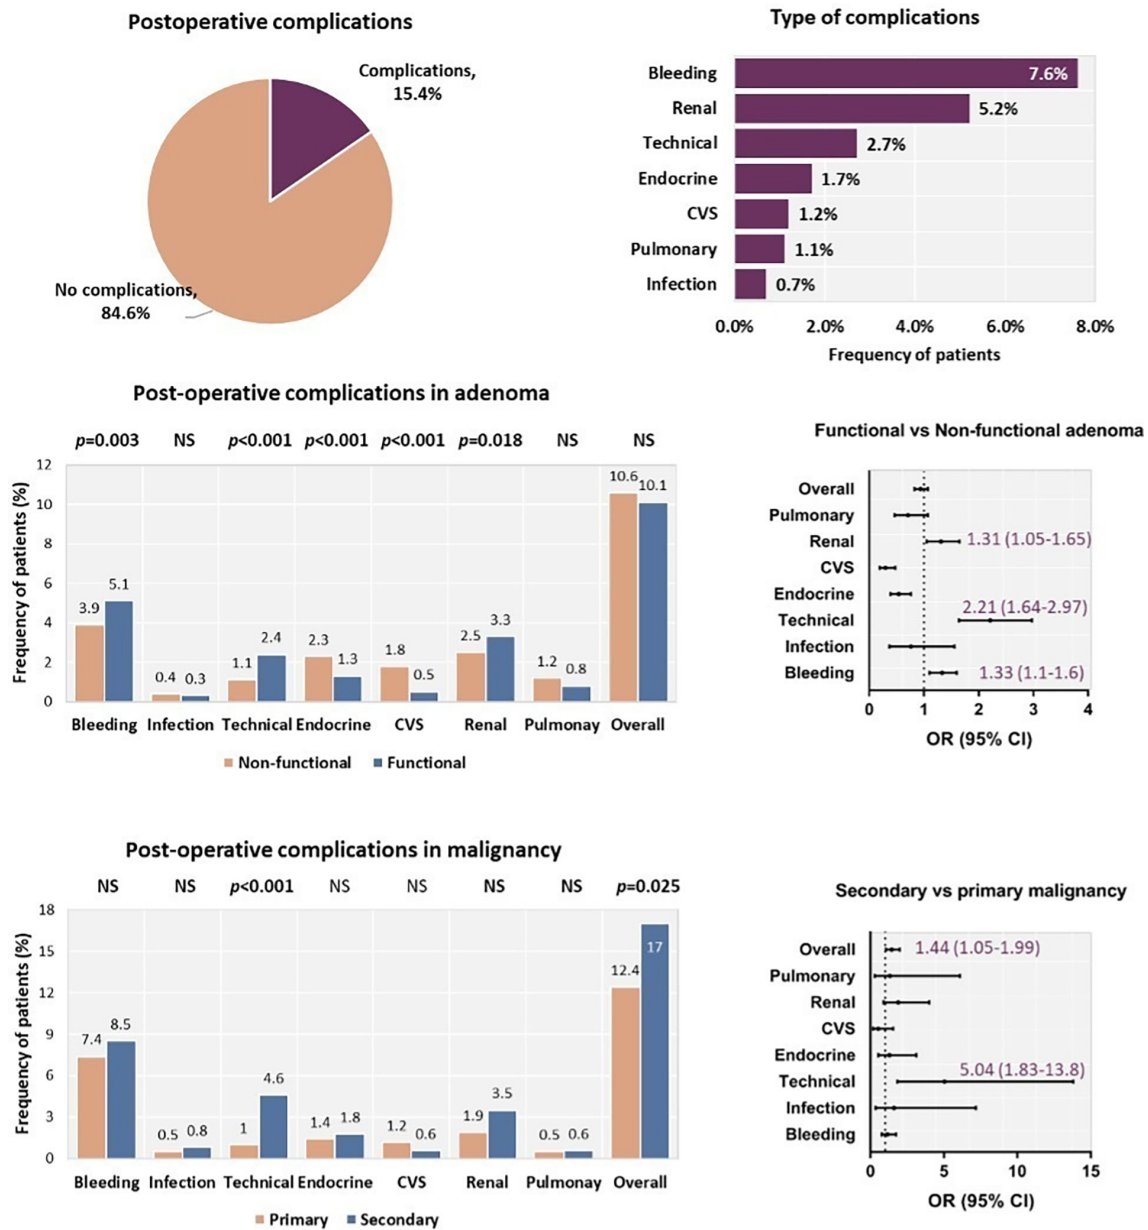 Postoperative complications
Complications,
15.4%
No complications,
84.6%
Type of complications
Bleeding 7.6%
Renal 5.2%
Technical 2.7%
Endocrine 1.7%
CVS 1.2%
Pulmonary 1.1%
Infection 0.7%
0.0% 2.0% 4.0% 6.0% 8.0%
Frequency of patients
Post-operative complications in adenoma
p=0.003 NS p<0.001 p<0.001 p<0.001 p=0.018 NS NS
Frequency of patients (%)
12
10
8
6
4
2
0
3.9 5.1 0.4 0.3 1.1 2.4 2.3 1.3 1.8 0.5 2.5 3.3 1.2 0.8 10.6 10.1
Bleeding Infection Technical Endocrine CVS Renal Pulmonay Overall
Non-functional Functional
Functional vs Non-functional adenoma
Overall
Pulmonary
Renal 1.31 (1.05-1.65)
CVS
Endocrine
Technical 2.21 (1.64-2.97)
Infection
Bleeding 1.33 (1.1-1.6)
0 1 2 3 4
OR (95% CI)
Post-operative complications in malignancy
NS NS p<0.001 NS NS NS NS p=0.025
Frequency of patients (%)
18
15
12
9
6
3
0
7.4 8.5 0.5 0.8 1 4.6 1.4 1.8 1.2 0.6 1.9 3.5 0.5 0.6 12.4 17
Bleeding Infection Technical Endocrine CVS Renal Pulmonay Overall
Primary Secondary
Secondary vs primary malignancy
Overall 1.44 (1.05-1.99)
Pulmonary
Renal
CVS
Endocrine
Technical 5.04 (1.83-13.8)
Infection
Bleeding
0 5 10 15
OR (95% CI)